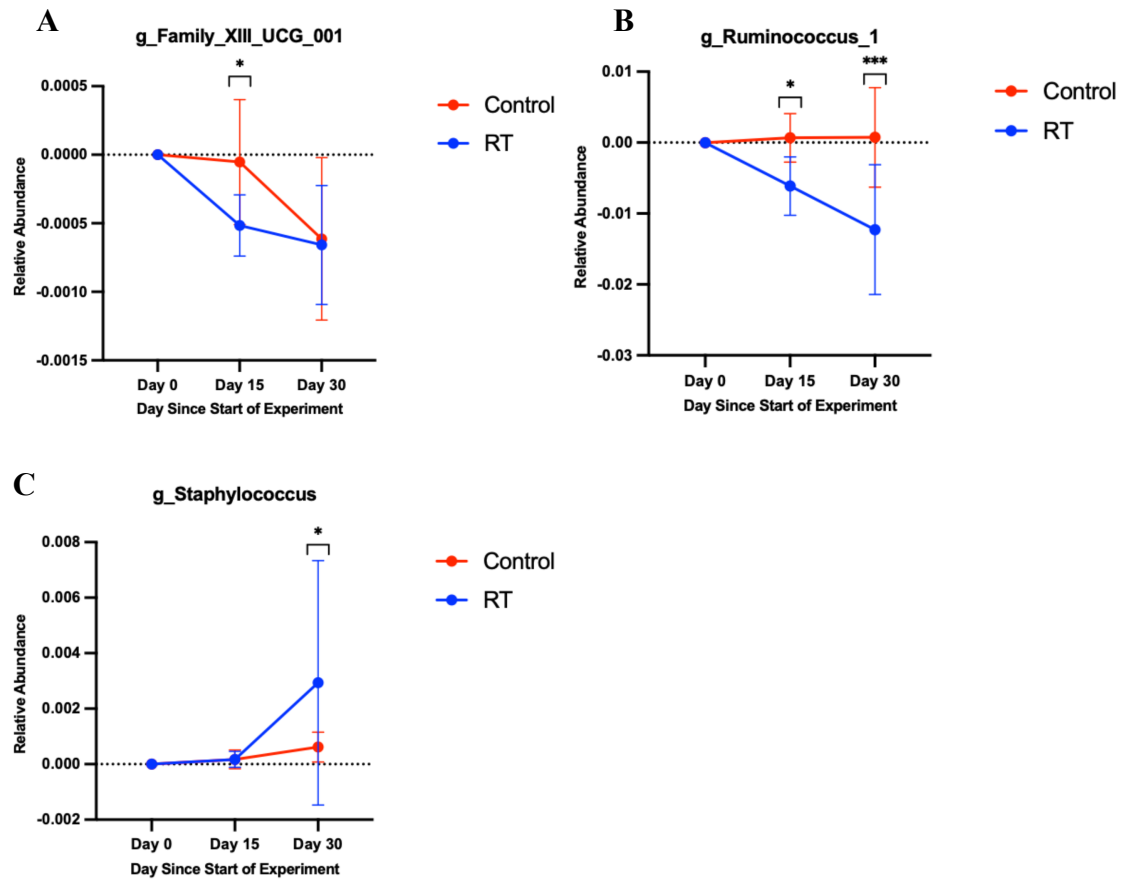 A
g_Family_XIII_UCG_001
*
0.0005
0.0000
-0.0005
-0.0010
-0.0015
Relative Abundance
Day 0 Day 15 Day 30
Day Since Start of Experiment
Control
RT
B
g_Ruminococcus_1
*
***
0.01
0.00
-0.01
-0.02
-0.03
Relative Abundance
Day 0 Day 15 Day 30
Day Since Start of Experiment
Control
RT
C
g_Staphylococcus
*
0.008
0.006
0.004
0.002
0.000
-0.002
Relative Abundance
Day 0 Day 15 Day 30
Day Since Start of Experiment
Control
RT